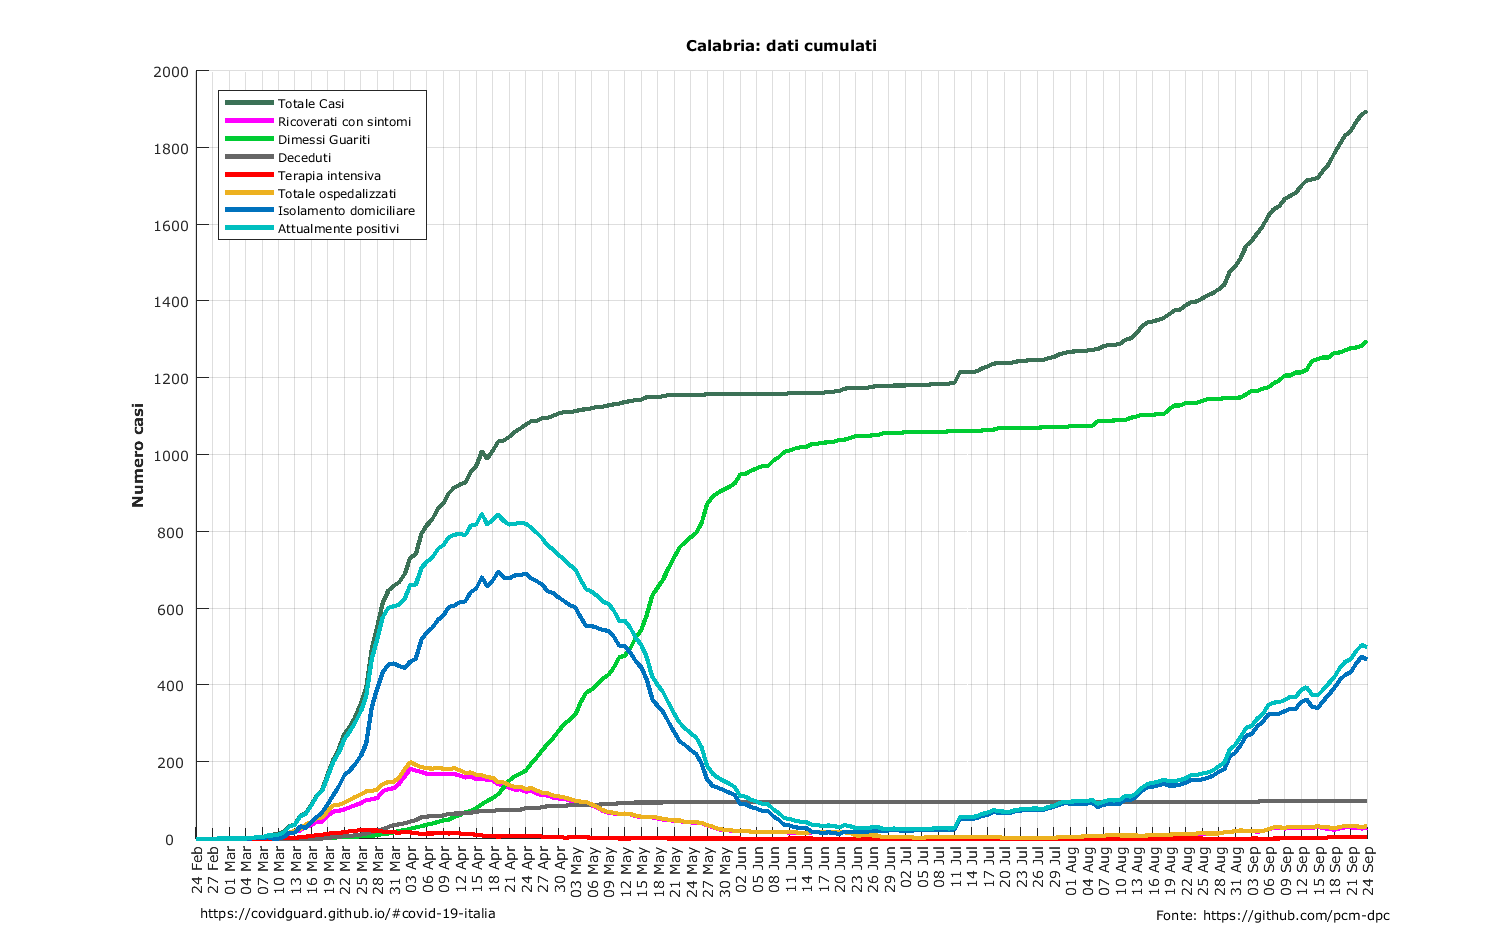 Calabria: dati cumulati
Numero casi
2000
1800
1600
1400
1200
1000
800
600
400
200
0
Totale Casi
Ricoverati con sintomi
Dimessi Guariti
Deceduti
Terapia intensiva
Totale ospedalizzati
Isolamento domiciliare
Attualmente positivi
24 Feb
27 Feb
01 Mar
04 Mar
07 Mar
10 Mar
13 Mar
16 Mar
19 Mar
22 Mar
25 Mar
28 Mar
31 Mar
03 Apr
06 Apr
09 Apr
12 Apr
15 Apr
18 Apr
21 Apr
24 Apr
27 Apr
30 Apr
03 May
06 May
09 May
12 May
15 May
18 May
21 May
24 May
27 May
30 May
02 Jun
05 Jun
08 Jun
11 Jun
14 Jun
17 Jun
20 Jun
23 Jun
26 Jun
29 Jun
02 Jul
05 Jul
08 Jul
11 Jul
14 Jul
17 Jul
20 Jul
23 Jul
26 Jul
29 Jul
01 Aug
04 Aug
07 Aug
10 Aug
13 Aug
16 Aug
19 Aug
22 Aug
25 Aug
28 Aug
31 Aug
03 Sep
06 Sep
09 Sep
12 Sep
15 Sep
18 Sep
21 Sep
24 Sep
https://covidguard.github.io/#covid-19-italia
Fonte: https://github.com/pcm-dpc